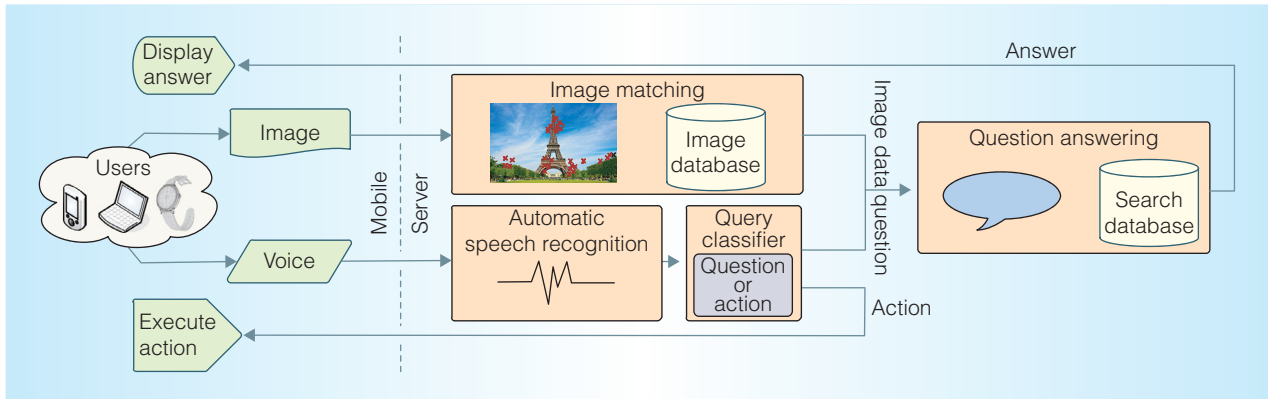 Display
answer
Answer
Image
Image matching
Image
database
Image data question
Question answering
Search
database
Users
Mobile
Server
Voice
Automatic
speech recognition
Query
classifier
Question
or
action
Execute
action
Action